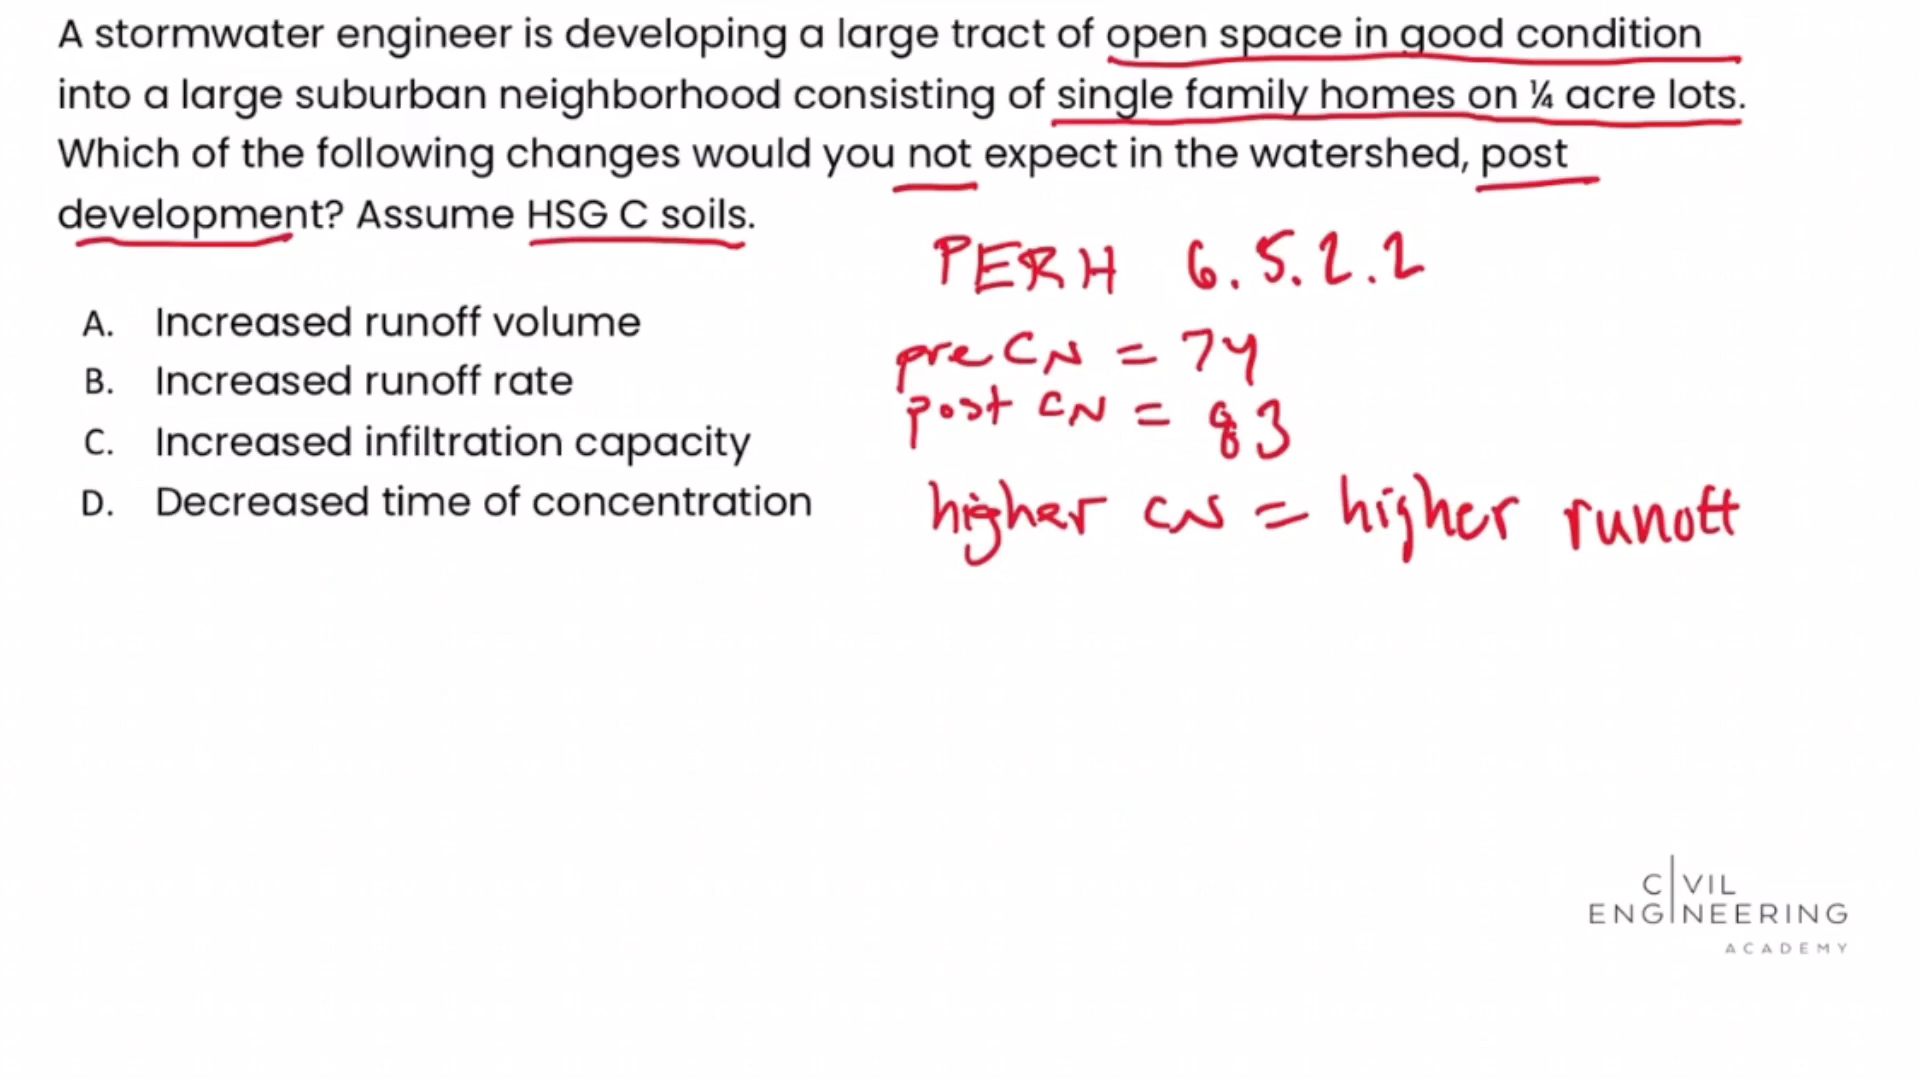 A stormwater engineer is developing a large tract of open space in good condition
into a large suburban neighborhood consisting of single family homes on ¼ acre lots.
Which of the following changes would you not expect in the watershed, post
development? Assume HSG C soils.
PERH 6.5.2.2
A. Increased runoff volume
pre CN = 74
B. Increased runoff rate
post CN = 83
C. Increased infiltration capacity
D. Decreased time of concentration
higher CN = higher runoff
CIVIL
ENGINEERING
ACADEMY